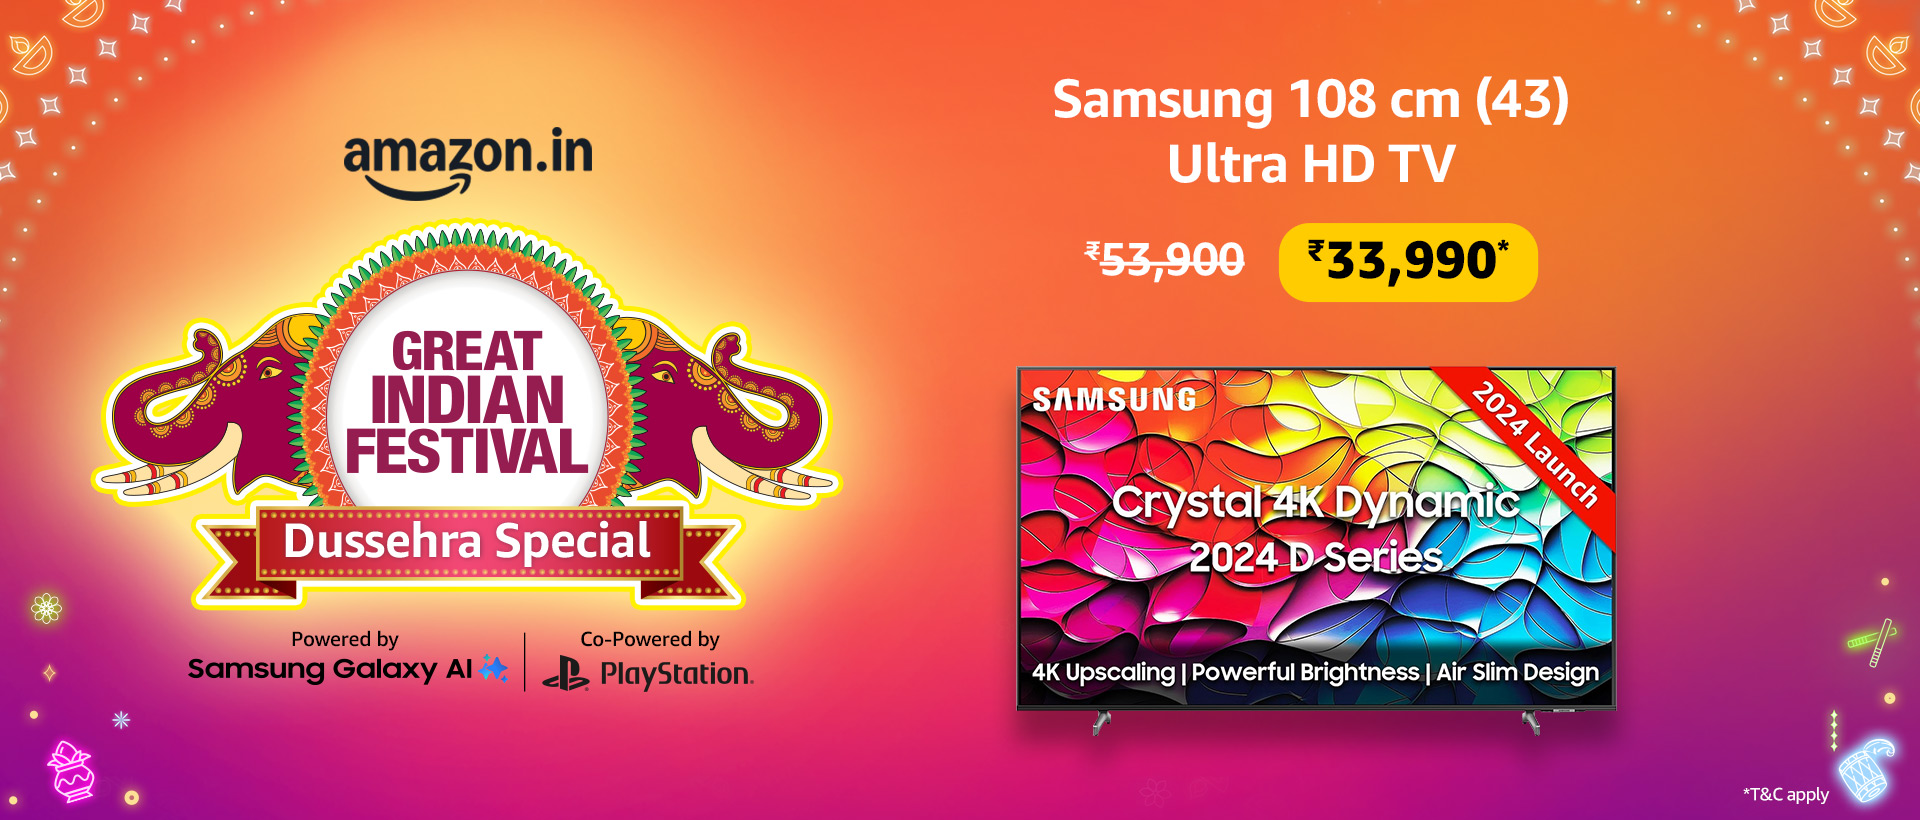 amazon.in
GREAT
INDIAN
FESTIVAL
Dussehra Special
Powered by
Samsung Galaxy AI
Co-Powered by
PlayStation
Samsung 108 cm (43)
Ultra HD TV
₹53,900
₹33,990*
SAMSUNG
2024 Launch
Crystal 4K Dynamic
2024 D Series
4K Upscaling | Powerful Brightness | Air Slim Design
*T&C apply